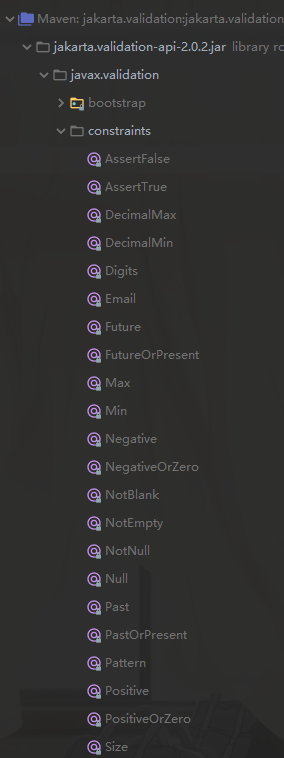 Maven: jakarta.validation:jakarta.validation
jakarta.validation-api-2.0.2.jar library ro
javax.validation
bootstrap
constraints
AssertFalse
AssertTrue
DecimalMax
DecimalMin
Digits
Email
Future
FutureOrPresent
Max
Min
Negative
NegativeOrZero
NotBlank
NotEmpty
NotNull
Null
Past
PastOrPresent
Pattern
Positive
PositiveOrZero
Size